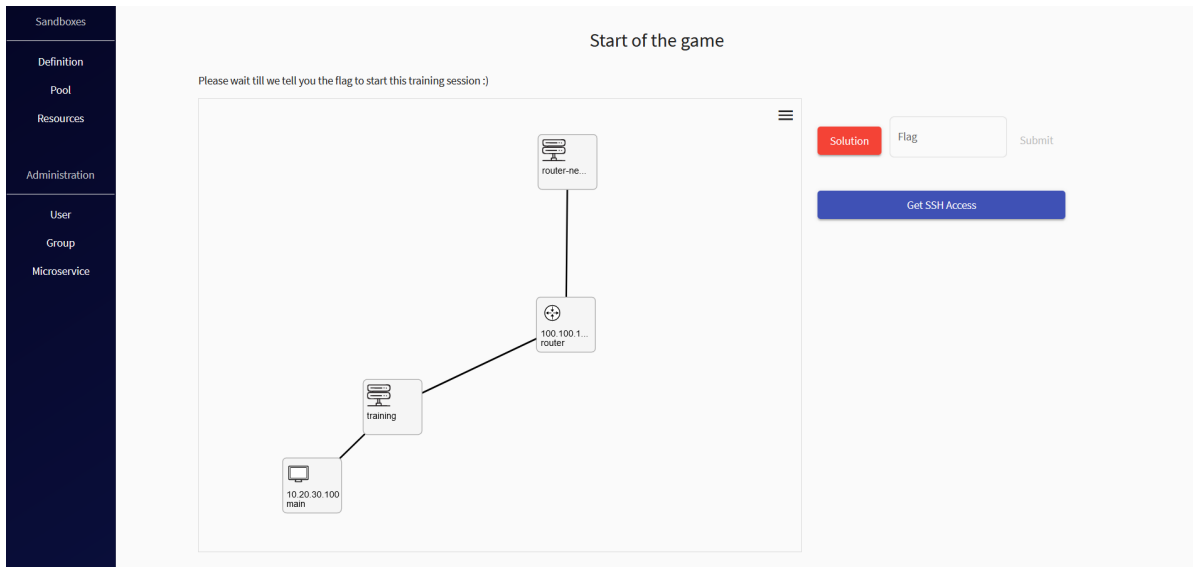 Sandboxes
Definition
Pool
Resources
Administration
User
Group
Microservice
Start of the game
Please wait till we tell you the flag to start this training session :)
router-ne...
100.100.1...
router
training
10.20.30.100
main
Solution
Flag
Submit
Get SSH Access